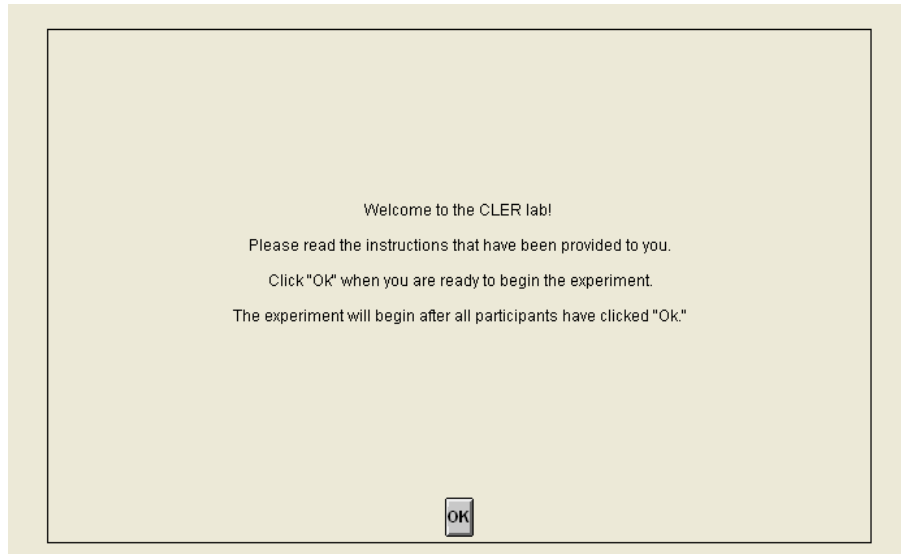 Welcome to the CLER lab!
Please read the instructions that have been provided to you.
Click "Ok" when you are ready to begin the experiment.
The experiment will begin after all participants have clicked "Ok."
OK